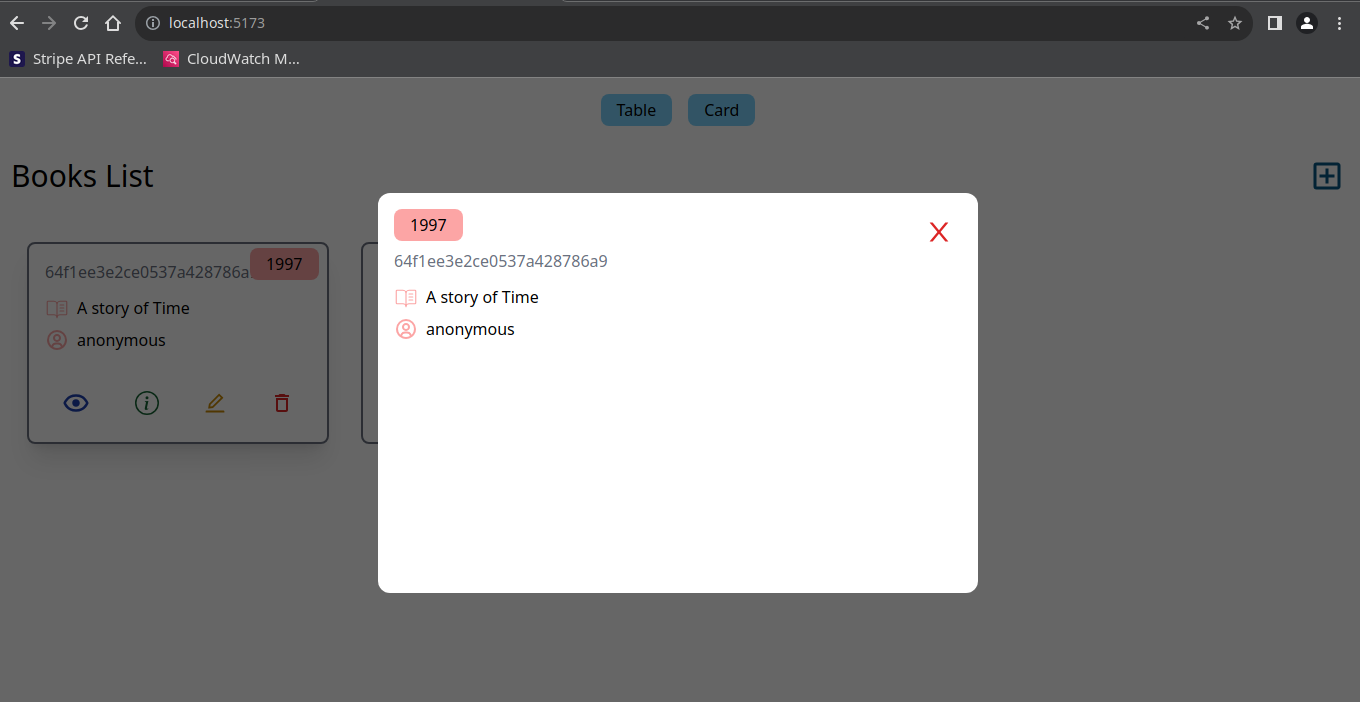 localhost:5173
Stripe API Refe... CloudWatch M...
Table Card
Books List
1997
64f1ee3e2ce0537a428786a
A story of Time
anonymous
1997
X
64f1ee3e2ce0537a428786a9
A story of Time
anonymous